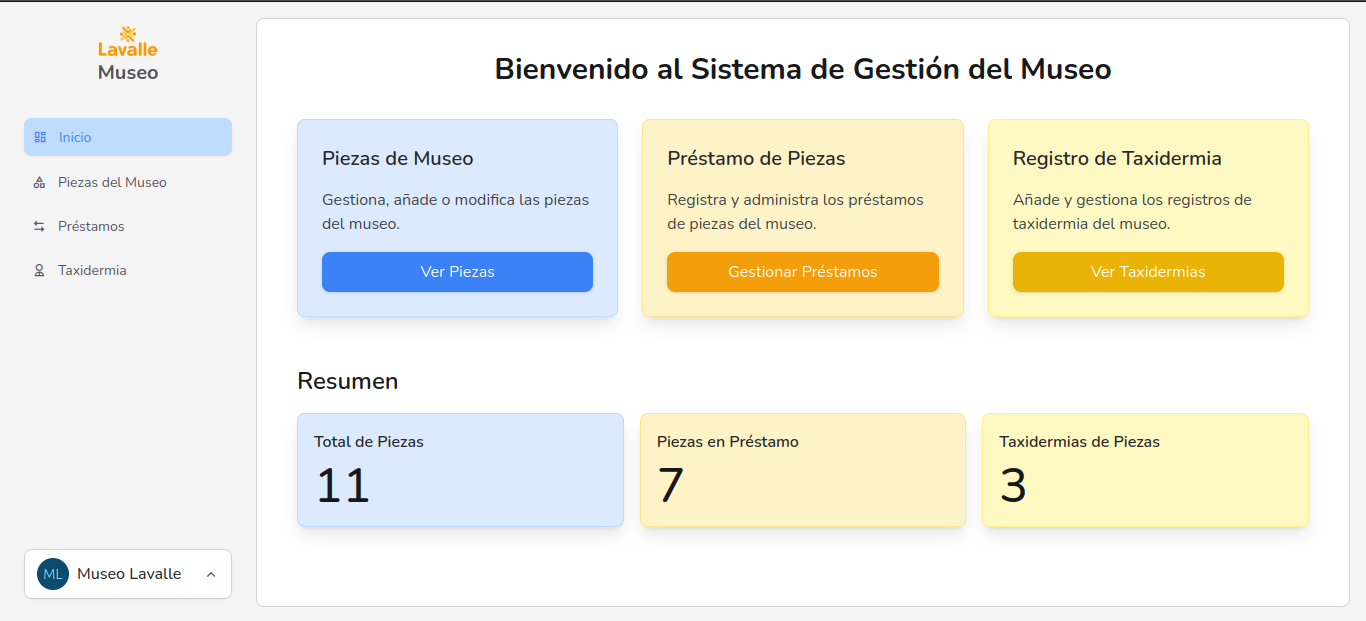 Lavalle
Museo
Inicio
Piezas del Museo
Préstamos
Taxidermia
ML Museo Lavalle
Bienvenido al Sistema de Gestión del Museo
Piezas de Museo
Gestiona, añade o modifica las piezas
del museo.
Ver Piezas
Préstamo de Piezas
Registra y administra los préstamos
de piezas del museo.
Gestionar Préstamos
Registro de Taxidermia
Añade y gestiona los registros de
taxidermia del museo.
Ver Taxidermias
Resumen
Total de Piezas
11
Piezas en Préstamo
7
Taxidermias de Piezas
3